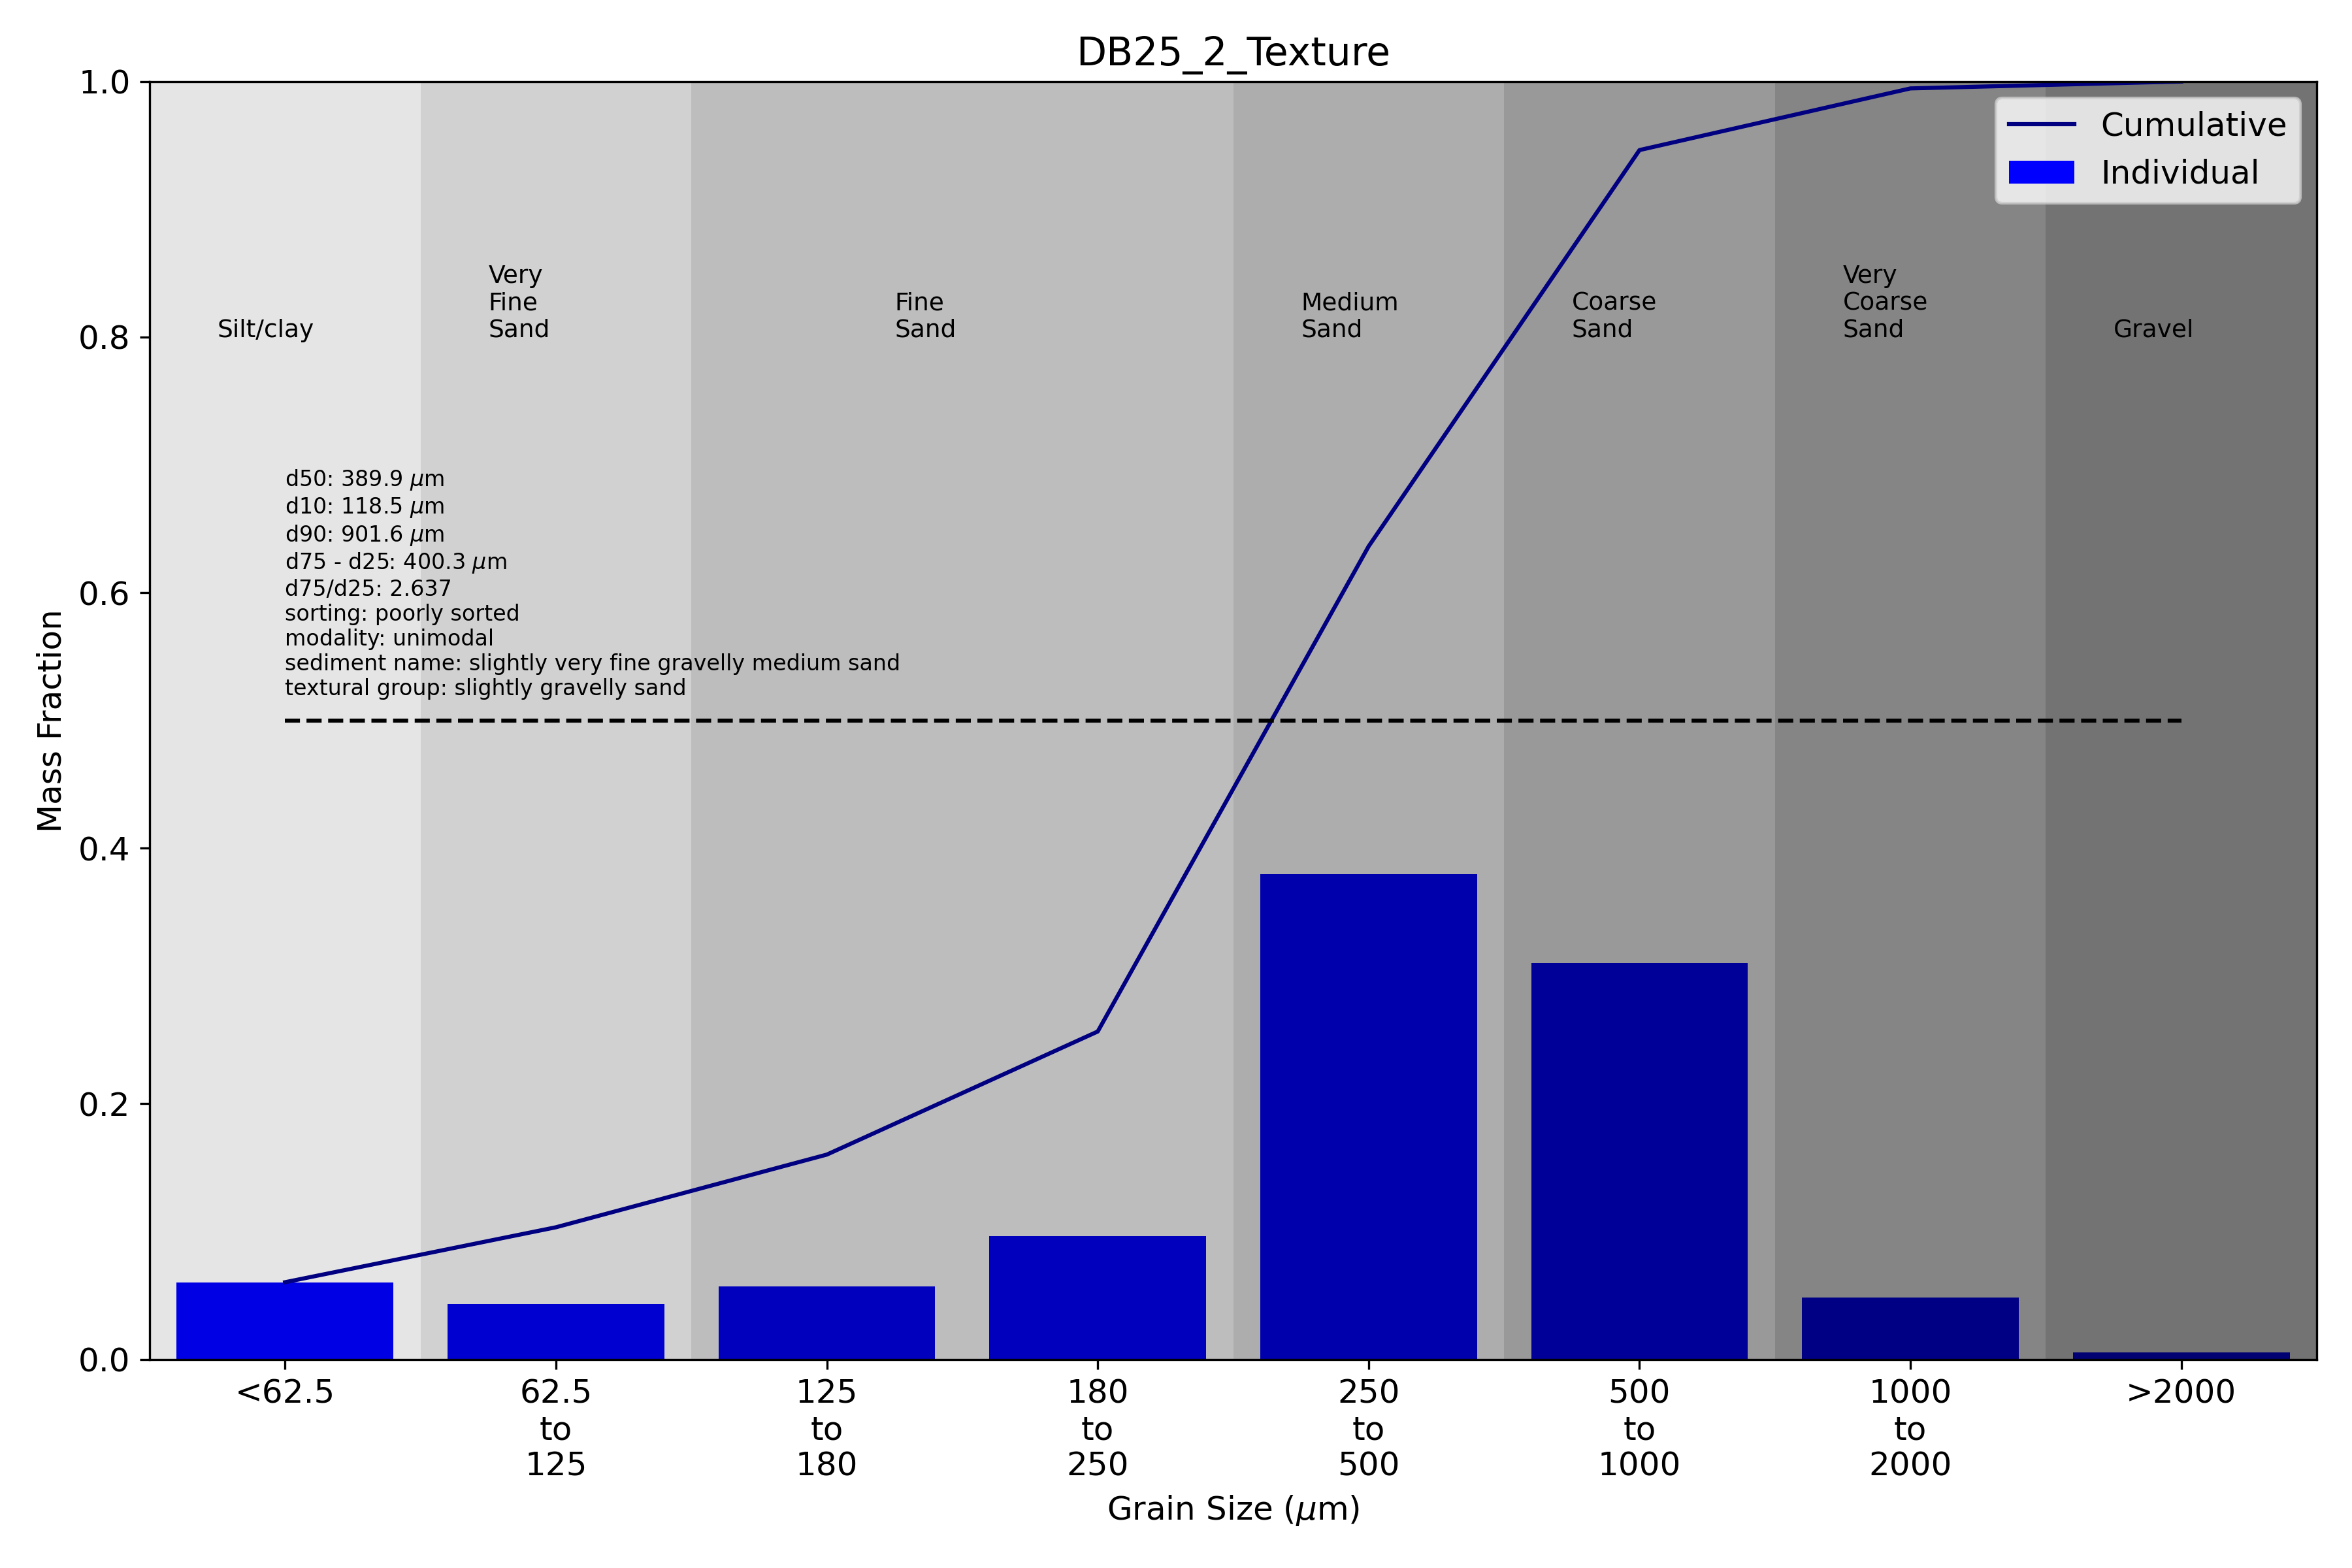 DB25_2_Texture
1.0
0.8
0.6
0.4
0.2
0.0
Mass Fraction
Cumulative
Individual
Silt/clay
Very
Fine
Sand
Fine
Sand
Medium
Sand
Coarse
Sand
Very
Coarse
Sand
Gravel
d50: 389.9 μm
d10: 118.5 μm
d90: 901.6 μm
d75 - d25: 400.3 μm
d75/d25: 2.637
sorting: poorly sorted
modality: unimodal
sediment name: slightly very fine gravelly medium sand
textural group: slightly gravelly sand
<62.5
62.5
to
125
125
to
180
180
to
250
250
to
500
500
to
1000
1000
to
2000
>2000
Grain Size (μm)